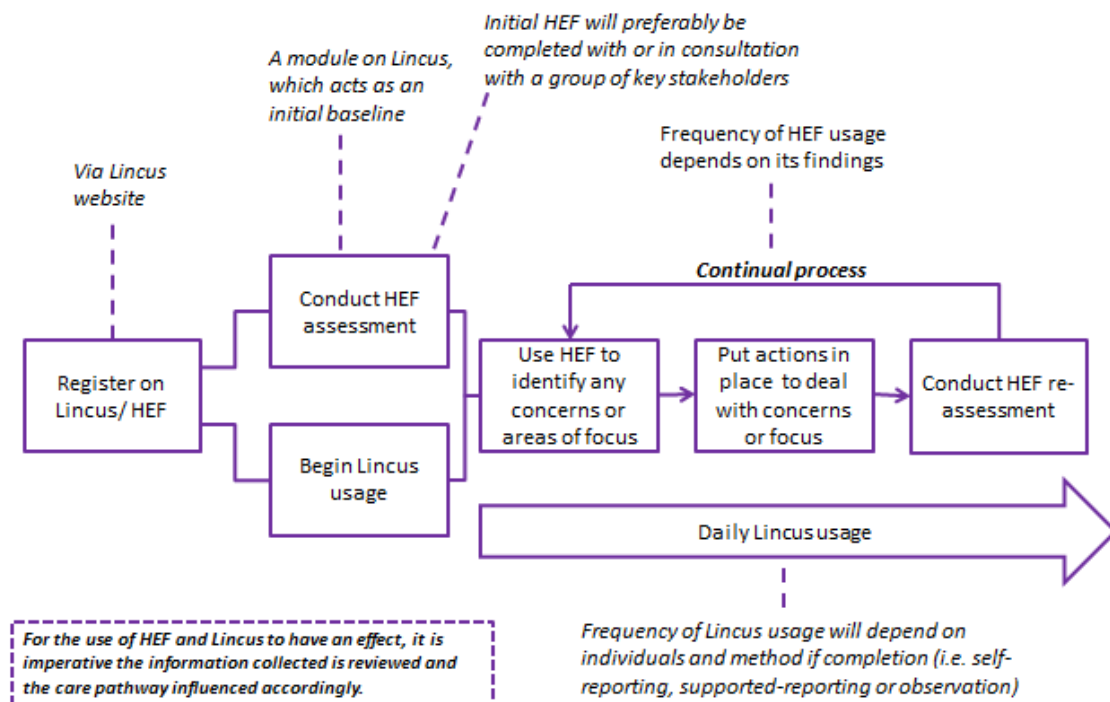 Initial HEF will preferably be
completed with or in consultation
with a group of key stakeholders
A module on Lincus,
which acts as an
initial baseline
Via Lincus
website
Frequency of HEF usage
depends on its findings
Continual process
Register on
Lincus/ HEF
Conduct HEF
assessment
Begin Lincus
usage
Use HEF to
identify any
concerns or
areas of focus
Put actions in
place to deal
with concerns
or focus
Conduct HEF re-
assessment
Daily Lincus usage
For the use of HEF and Lincus to have an effect, it is
imperative the information collected is reviewed and
the care pathway influenced accordingly.
Frequency of Lincus usage will depend on
individuals and method if completion (i.e. self-
reporting, supported-reporting or observation)